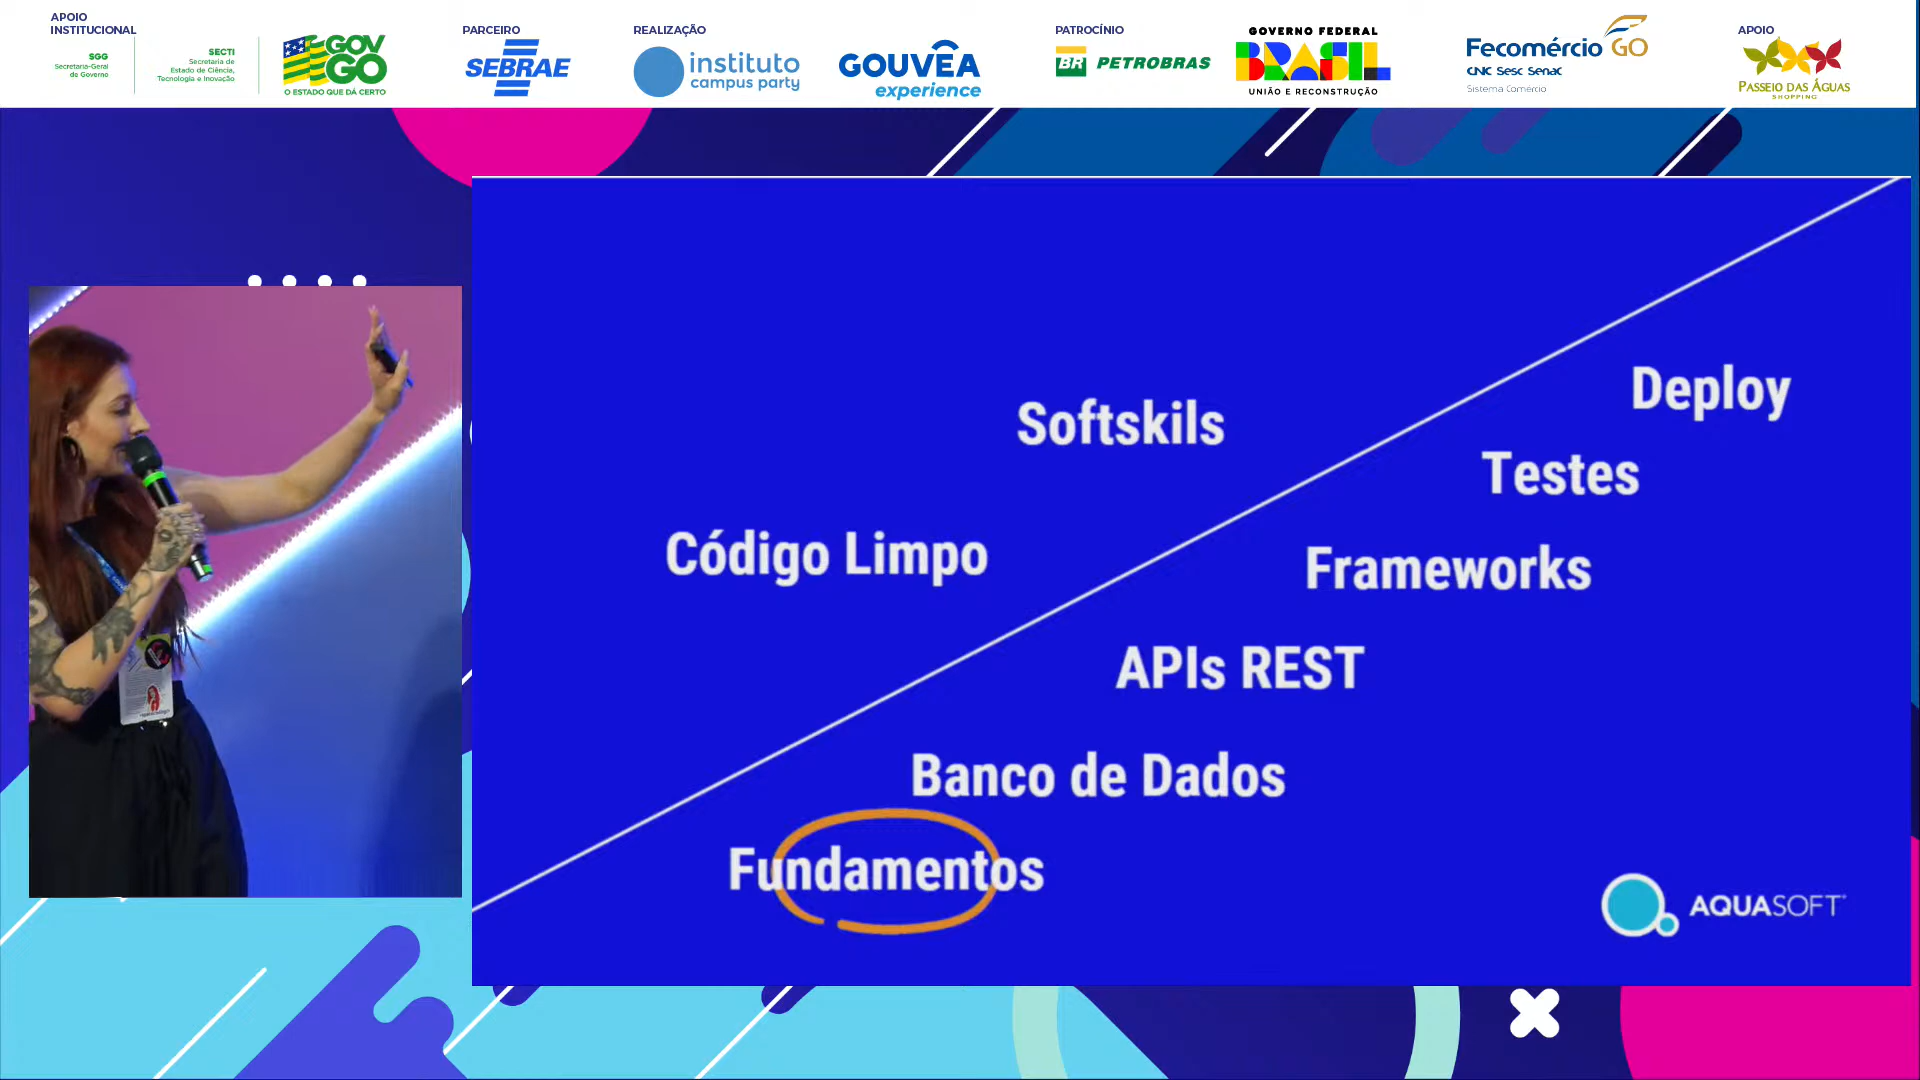 APOIO
INSTITUCIONAL
SGG
Secretaria-Geral
de Governo
SECTI
Secretaria de
Estado de Ciência,
Tecnologia e Inovação
GOV
GO
O ESTADO QUE DÁ CERTO
PARCEIRO
SEBRAE
REALIZAÇÃO
instituto
campus party
GOUVÊA
experience
PATROCÍNIO
BR PETROBRAS
GOVERNO FEDERAL
BRASIL
UNIÃO E RECONSTRUÇÃO
Fecomércio GO
CNC Sesc Senac
Sistema Comércio
APOIO
PASSEIO DAS ÁGUAS
SHOPPING
Deploy
Softskils
Testes
Código Limpo
Frameworks
APIs REST
Banco de Dados
Fundamentos
AQUASOFT